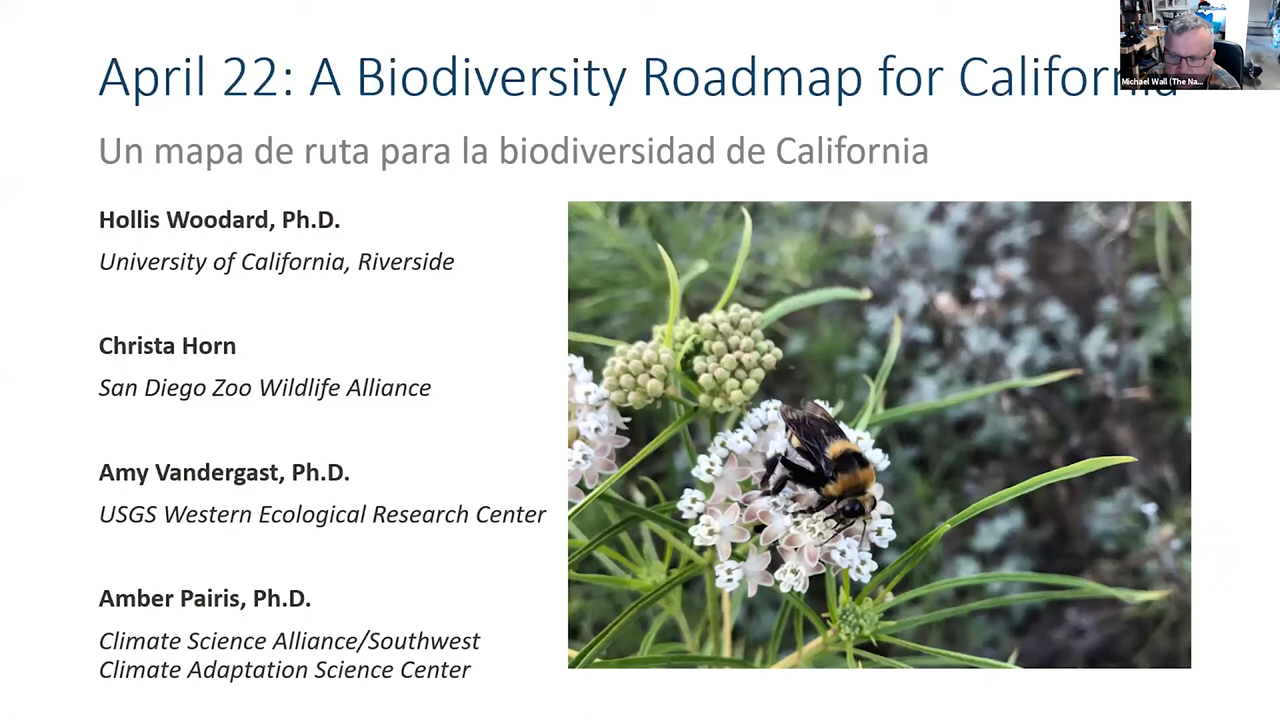 April 22: A Biodiversity Roadmap for California
Michael Wall (The Na...
Un mapa de ruta para la biodiversidad de California
Hollis Woodard, Ph.D.
University of California, Riverside
Christa Horn
San Diego Zoo Wildlife Alliance
Amy Vandergast, Ph.D.
USGS Western Ecological Research Center
Amber Pairis, Ph.D.
Climate Science Alliance/Southwest
Climate Adaptation Science Center